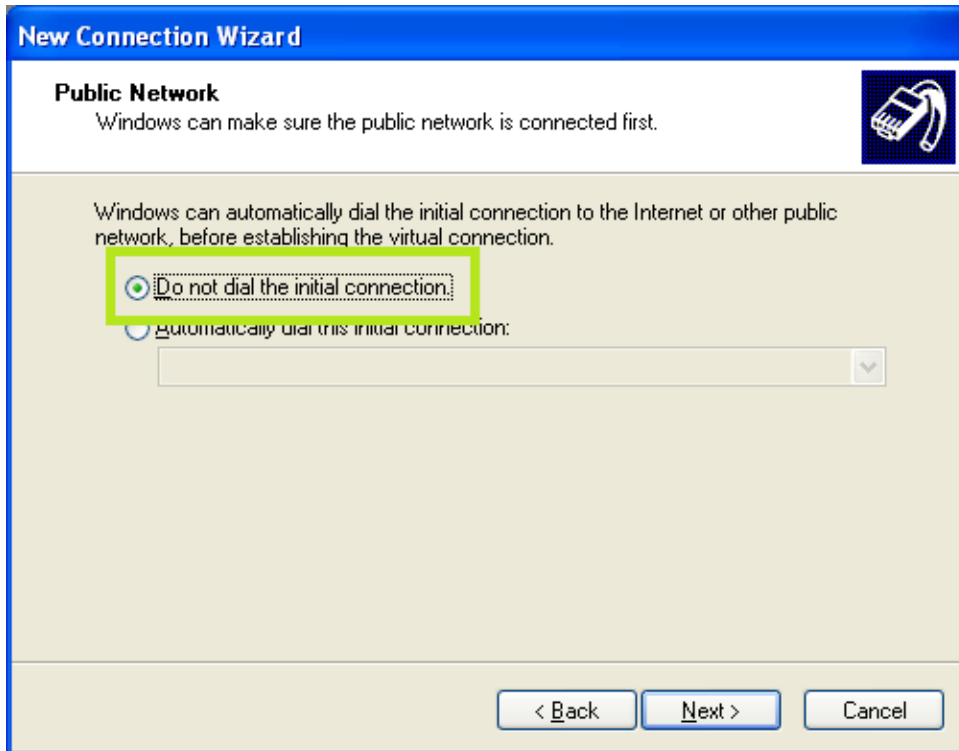 New Connection Wizard
Public Network
Windows can make sure the public network is connected first.
Windows can automatically dial the initial connection to the Internet or other public
network, before establishing the virtual connection.
Do not dial the initial connection.
Automatically dial this initial connection:
< Back
Next >
Cancel